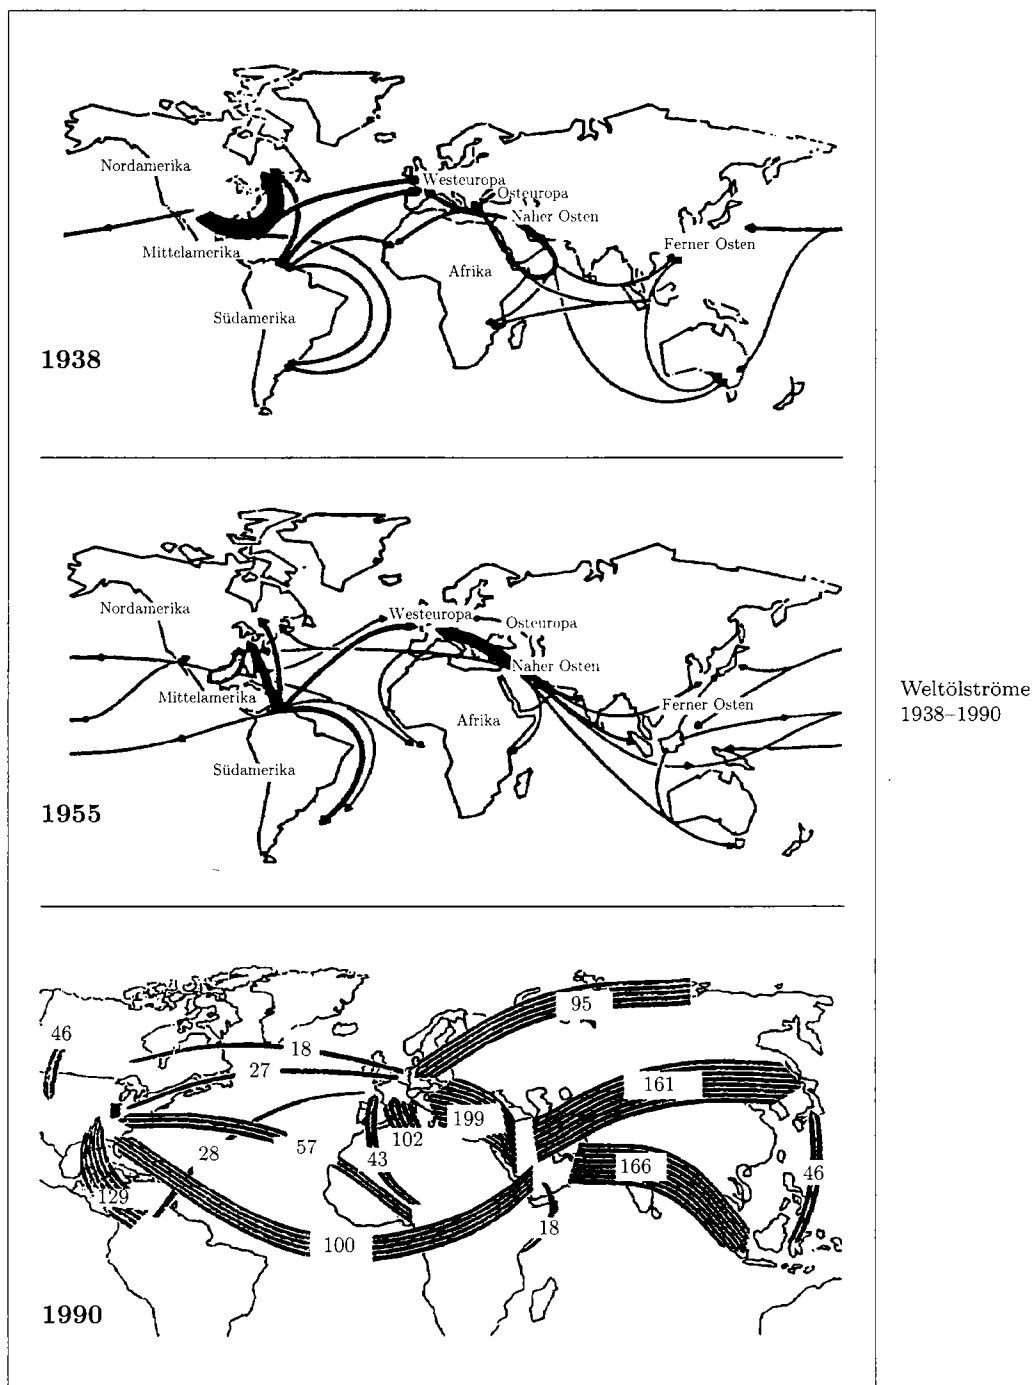 Nordamerika
Westeuropa
Osteuropa
Naher Osten
Mittelamerika
Ferner Osten
Afrika
Südamerika
1938
Nordamerika
Westeuropa
Osteuropa
Naher Osten
Mittelamerika
Ferner Osten
Afrika
Südamerika
1955
Weltölströme
1938–1990
95
46
18
27
161
199
102
57
28
43
166
46
129
18
100
1990